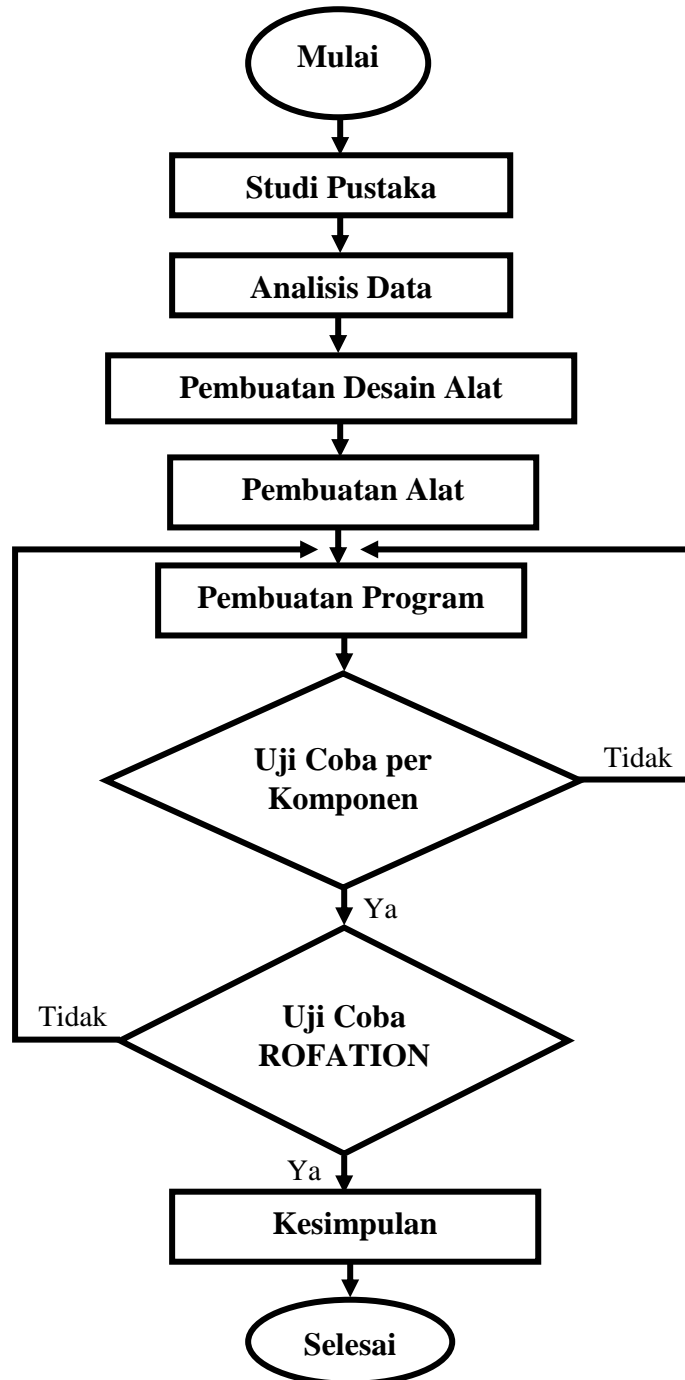 Mulai
Studi Pustaka
Analisis Data
Pembuatan Desain Alat
Pembuatan Alat
Pembuatan Program
Uji Coba per
Komponen
Tidak
Ya
Tidak
Uji Coba
ROFATION
Ya
Kesimpulan
Selesai